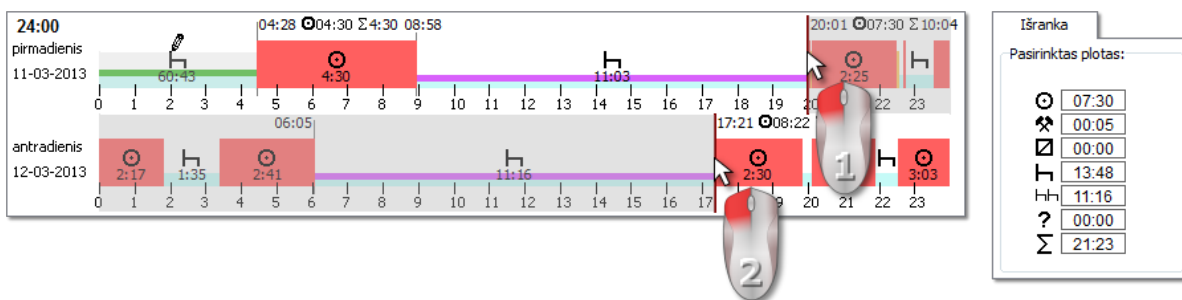 24:00
04:28 04:30 Σ4:30 08:58
20:01 07:30 Σ10:04
pirmadienis
11-03-2013
60:43 4:30 11:03 2:25
0 1 2 3 4 5 6 7 8 9 10 11 12 13 14 15 16 17 18 19 20 22 23
1
06:05 17:21 08:22
antradienis
12-03-2013
2:17 1:35 2:41 11:16 2:30 3:03
0 1 2 3 4 5 6 7 8 9 10 11 12 13 14 15 16 17 19 20 21 22 23
2
Išranka
Pasirinktas plotas:
07:30
00:05
00:00
13:48
11:16
? 00:00
Σ 21:23